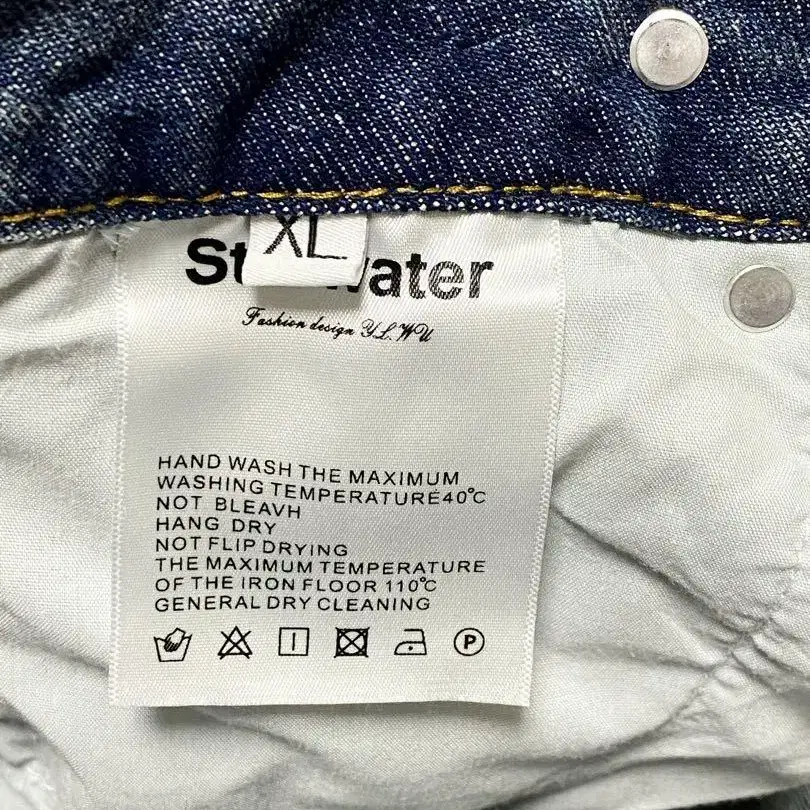 XL
St water
Fashion design Y.L.WU
HAND WASH THE MAXIMUM
WASHING TEMPERATURE40°C
NOT BLEAVH
HANG DRY
NOT FLIP DRYING
THE MAXIMUM TEMPERATURE
OF THE IRON FLOOR 110°C
GENERAL DRY CLEANING
P